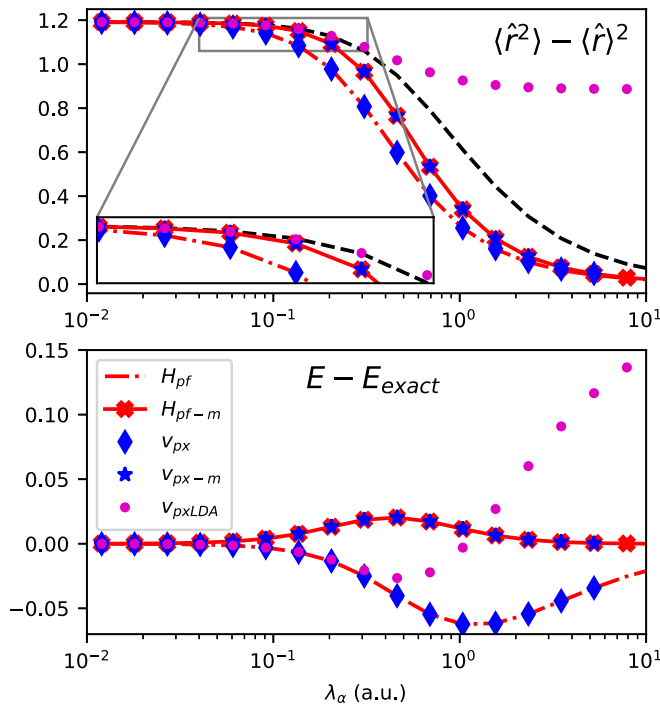 ⟨r̂²⟩ − ⟨r̂⟩²
1.2
1.0
0.8
0.6
0.4
0.2
0.0
10⁻² 10⁻¹ 10⁰ 10¹
E − E_exact
0.15
0.10
0.05
0.00
−0.05
H_pf
H_pf−m
v_px
v_px−m
v_pxLDA
10⁻² 10⁻¹ 10⁰ 10¹
λ_α (a.u.)